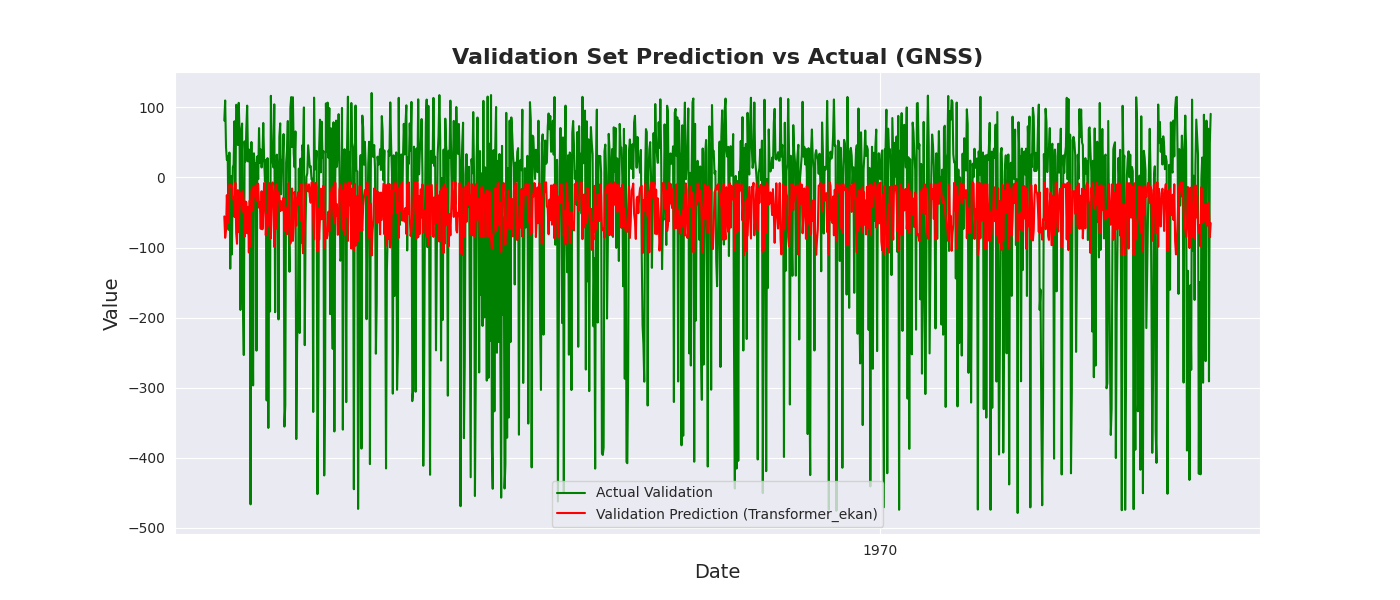 Validation Set Prediction vs Actual (GNSS)
Value
100
0
−100
−200
−300
−400
−500
Actual Validation
Validation Prediction (Transformer_ekan)
1970
Date